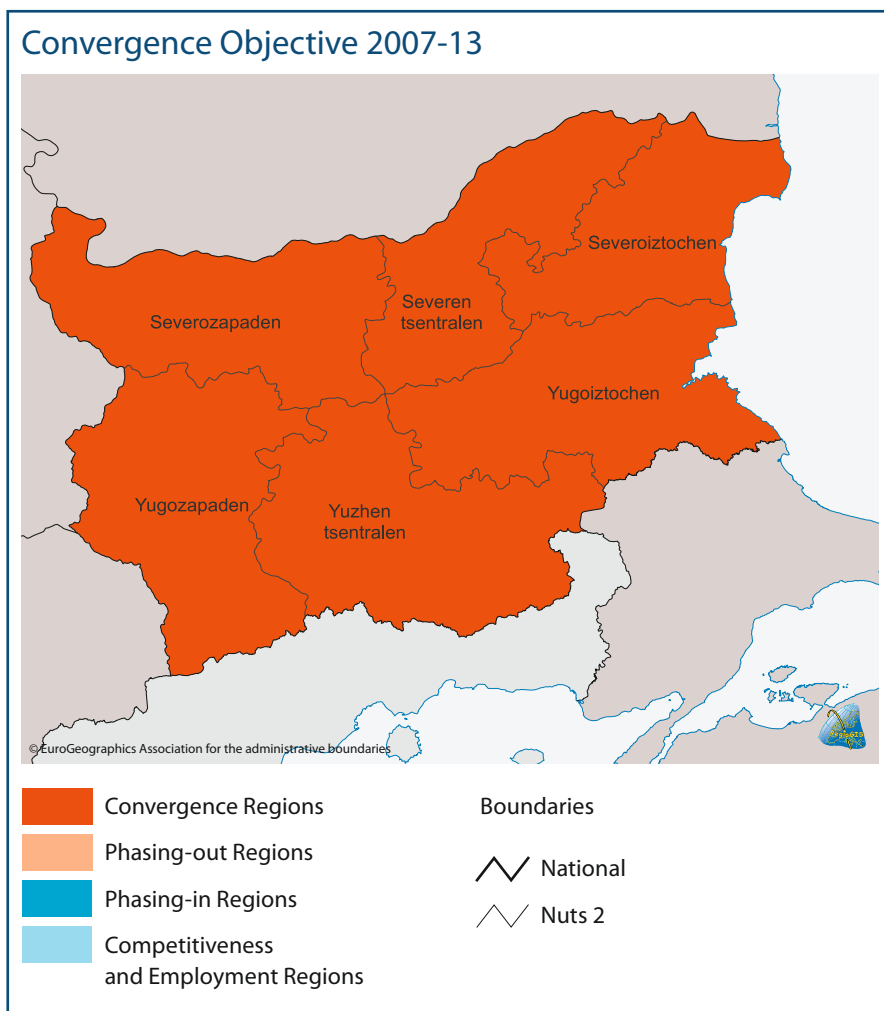 Convergence Objective 2007-13
Severoiztochen
Severen
tsentralen
Severozapaden
Yugoiztochen
Yugozapaden
Yuzhen
tsentralen
© EuroGeographics Association for the administrative boundaries
Convergence Regions
Phasing-out Regions
Phasing-in Regions
Competitiveness
and Employment Regions
Boundaries
National
Nuts 2